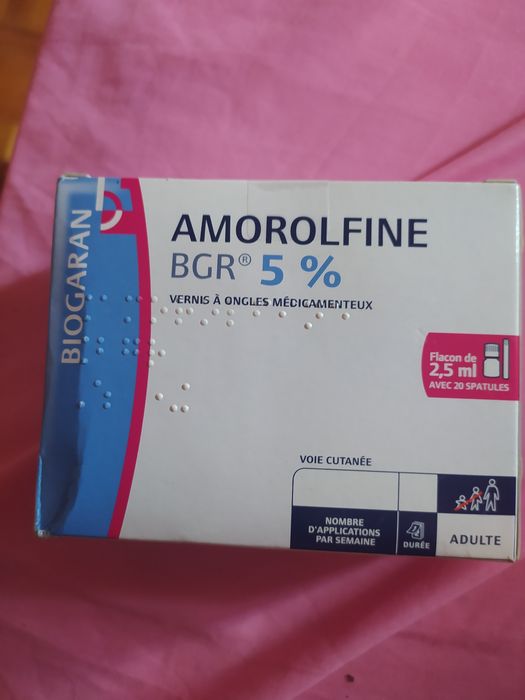 BIOGARAN
AMOROLFINE
BGR® 5 %
VERNIS À ONGLES MÉDICAMENTEUX
Flacon de
2,5 ml
AVEC 20 SPATULES
VOIE CUTANÉE
NOMBRE
D'APPLICATIONS
PAR SEMAINE
DURÉE
ADULTE